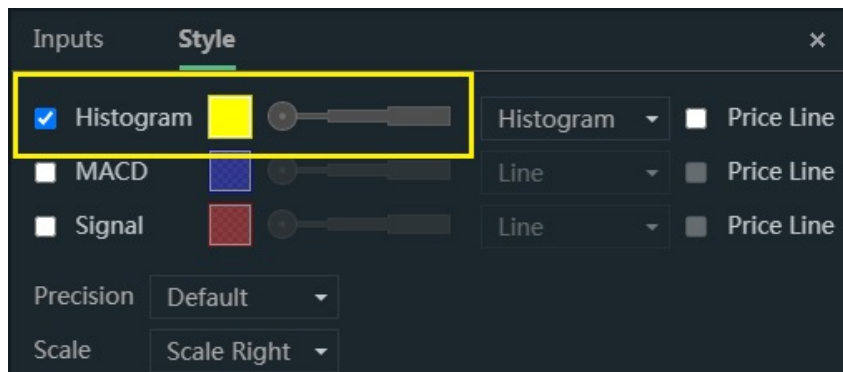 Inputs Style ×
Histogram Histogram Price Line
MACD Line Price Line
Signal Line Price Line
Precision Default
Scale Scale Right